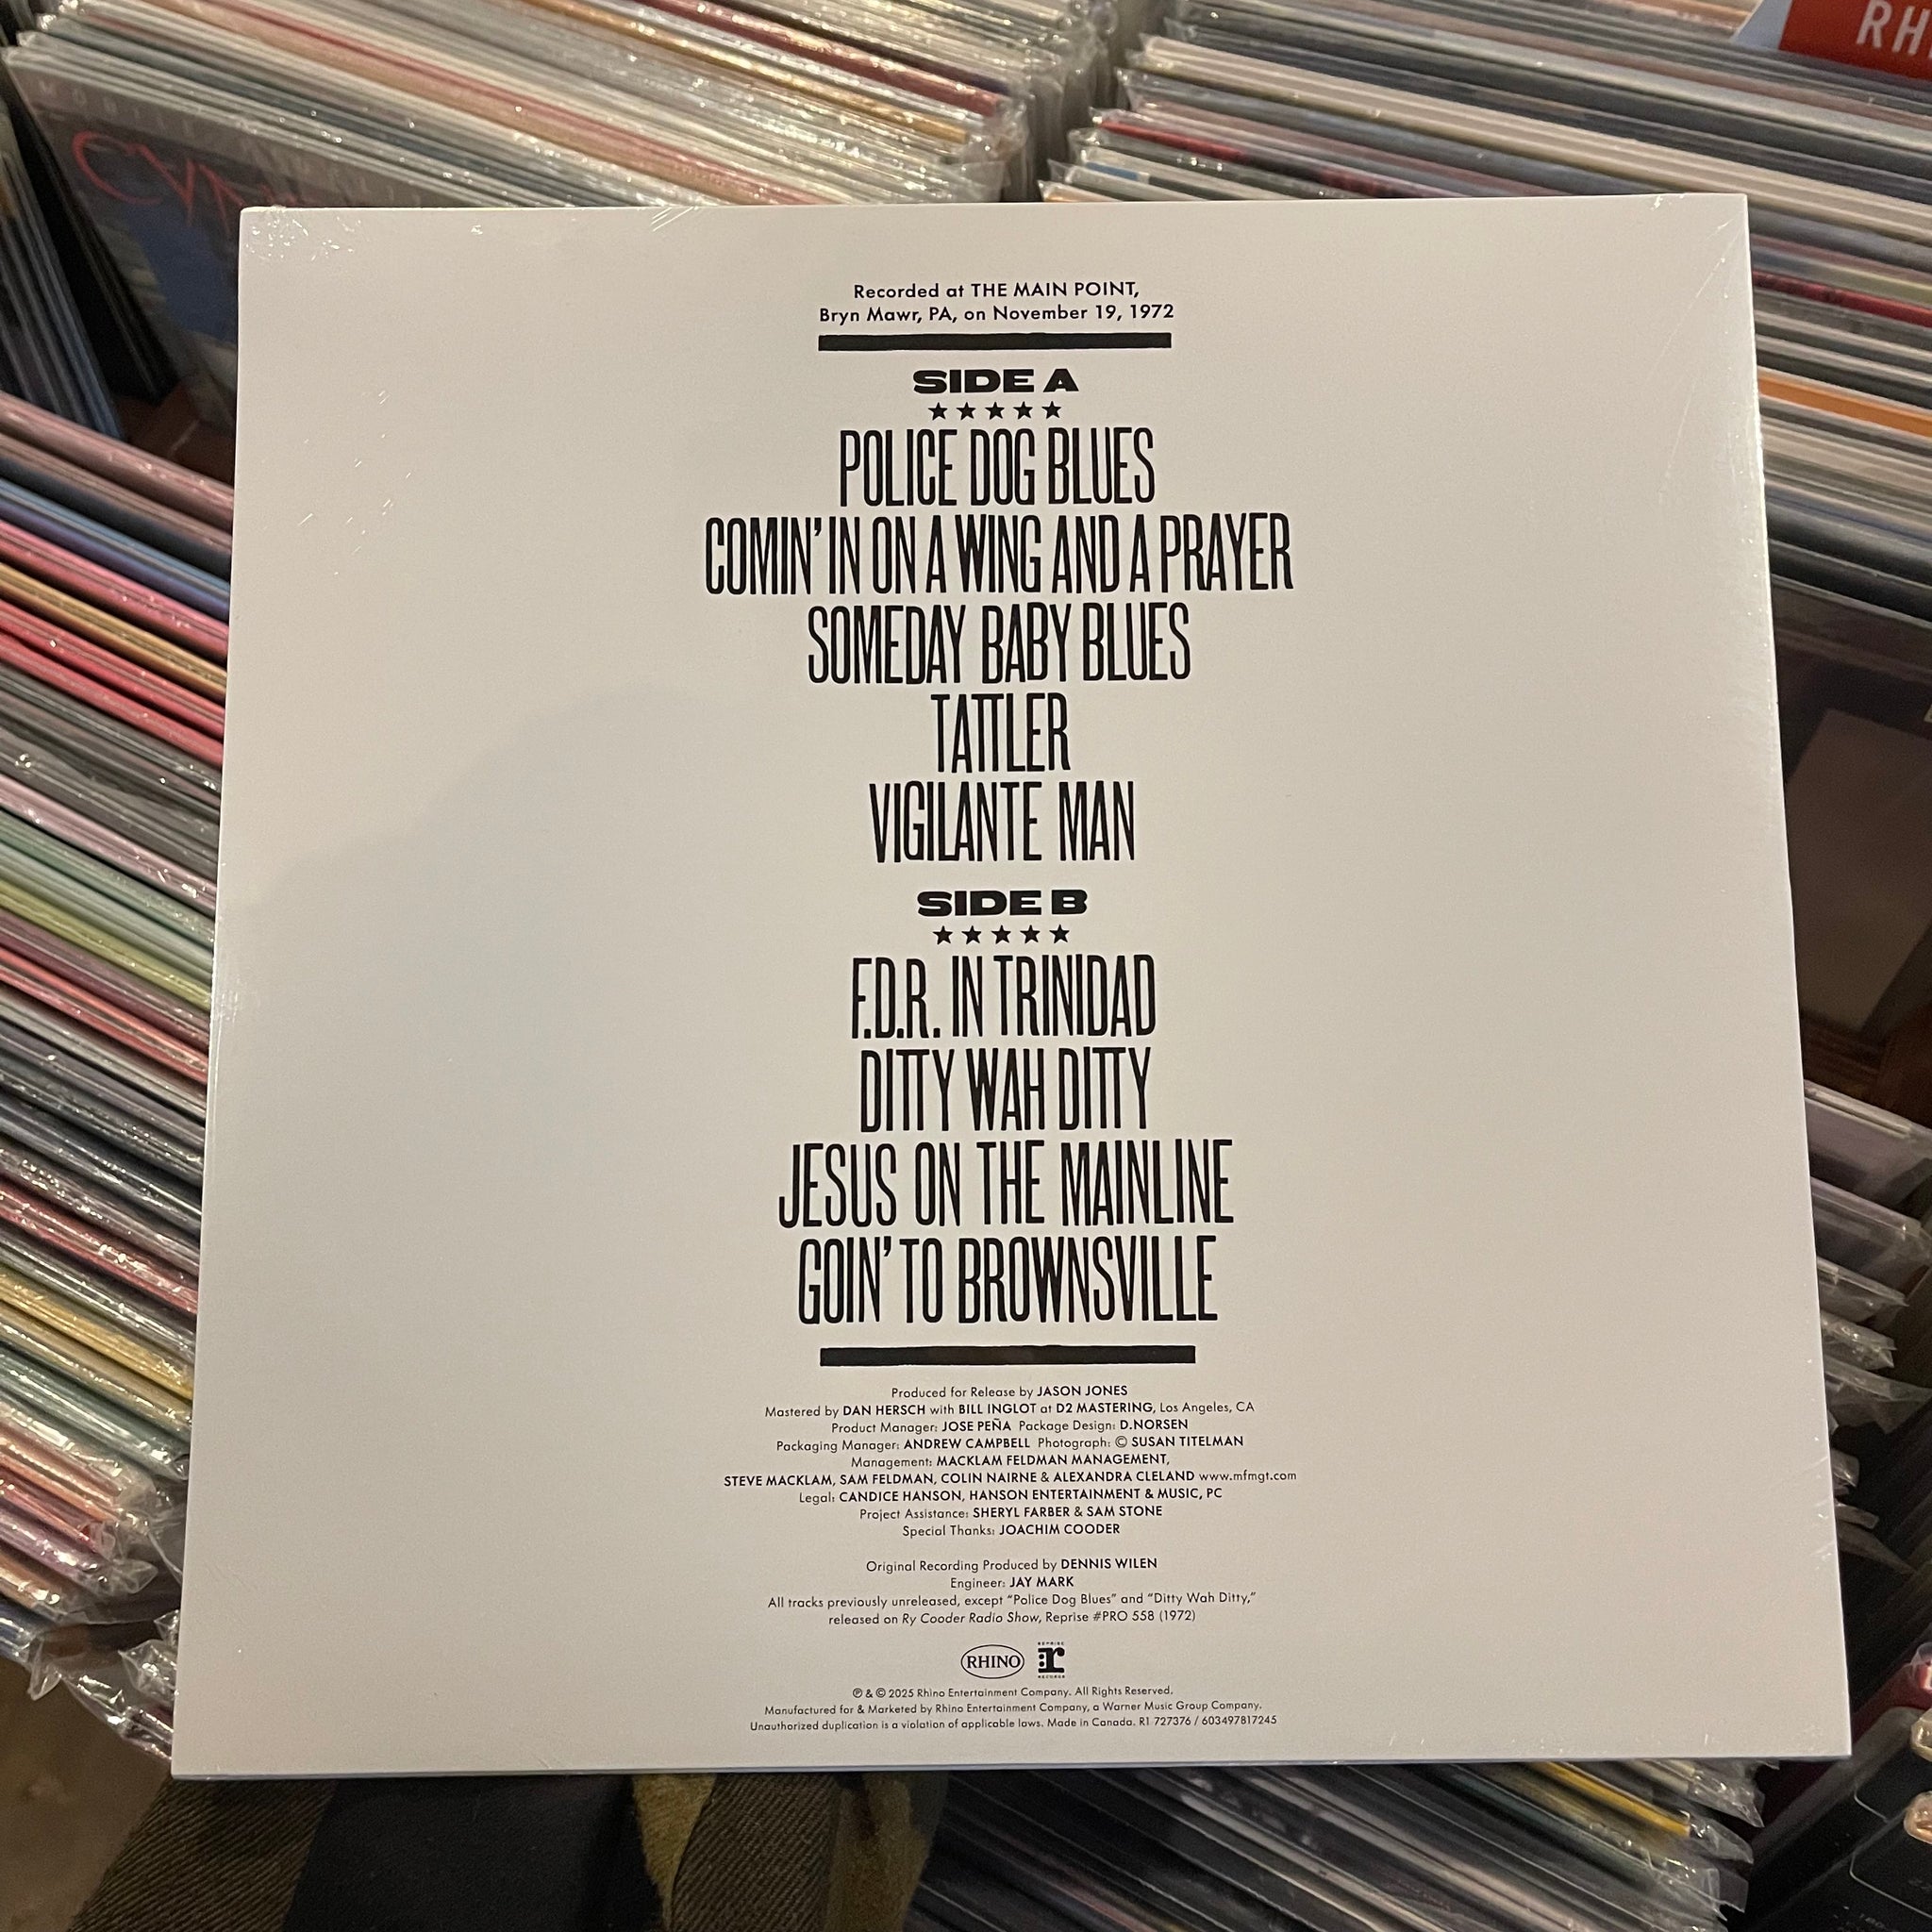 RH
Recorded at THE MAIN POINT,
Bryn Mawr, PA, on November 19, 1972
SIDE A
★★★★★
POLICE DOG BLUES
COMIN' IN ON A WING AND A PRAYER
SOMEDAY BABY BLUES
TATTLER
VIGILANTE MAN
SIDE B
★★★★★
F.D.R. IN TRINIDAD
DITTY WAH DITTY
JESUS ON THE MAINLINE
GOIN' TO BROWNSVILLE
Produced for Release by JASON JONES
Mastered by DAN HERSCH with BILL INGLOT at D2 MASTERING, Los Angeles, CA
Product Manager: JOSE PEÑA Package Design: D.NORSEN
Packaging Manager: ANDREW CAMPBELL Photograph: © SUSAN TITELMAN
Management: MACKLAM FELDMAN MANAGEMENT,
STEVE MACKLAM, SAM FELDMAN, COLIN NAIRNE & ALEXANDRA CLELAND www.mfmgt.com
Legal: CANDICE HANSON, HANSON ENTERTAINMENT & MUSIC, PC
Project Assistance: SHERYL FARBER & SAM STONE
Special Thanks: JOACHIM COODER
Original Recording Produced by DENNIS WILEN
Engineer: JAY MARK
All tracks previously unreleased, except "Police Dog Blues" and "Ditty Wah Ditty,"
released on Ry Cooder Radio Show, Reprise #PRO 558 (1972)
RHINO
REPRISE
r
RECORDS
℗ & © 2025 Rhino Entertainment Company. All Rights Reserved.
Manufactured for & Marketed by Rhino Entertainment Company, a Warner Music Group Company.
Unauthorized duplication is a violation of applicable laws. Made in Canada. R1 727376 / 603497817245